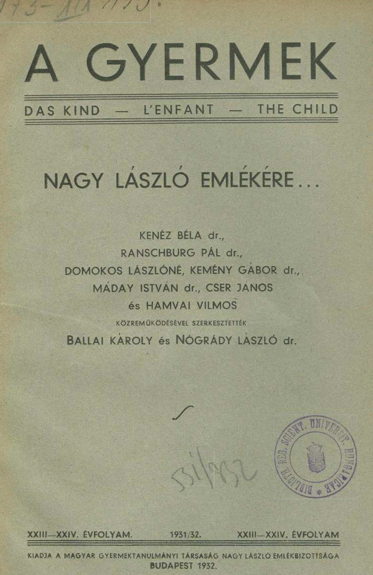 A GYERMEK
DAS KIND — L'ENFANT — THE CHILD
NAGY LÁSZLÓ EMLÉKÉRE...
KENÉZ BÉLA dr.,
RANSCHBURG PÁL dr.,
DOMOKOS LÁSZLÓNÉ, KEMÉNY GÁBOR dr.,
MÁDAY ISTVÁN dr., CSER JÁNOS
és HAMVAI VILMOS
KÖZREMŰKÖDÉSÉVEL SZERKESZTETTÉK
BALLAI KÁROLY és NÓGRÁDY LÁSZLÓ dr.
531/932
XXIII—XXIV. ÉVFOLYAM. 1931/32. XXIII—XXIV. ÉVFOLYAM
KIADJA A MAGYAR GYERMEKTANULMÁNYI TÁRSASÁG NAGY LÁSZLÓ EMLÉKBIZOTTSÁGA
BUDAPEST 1932.